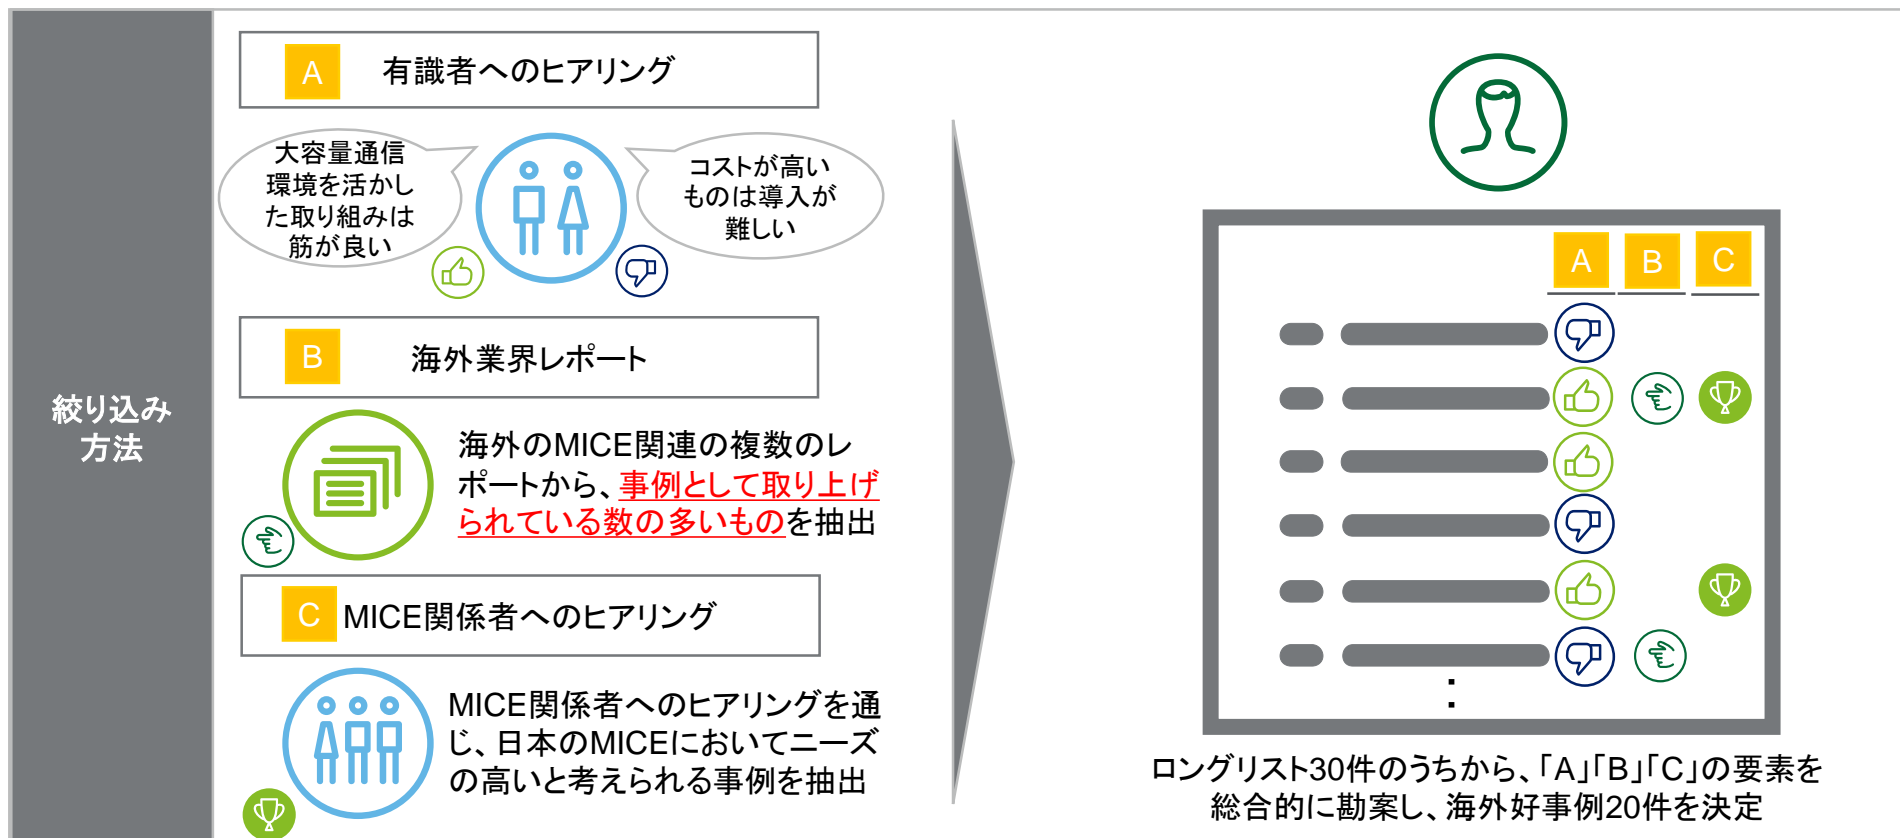 絞り込み
方法
A
有識者へのヒアリング
大容量通信
環境を活かし
た取り組みは
筋が良い
コストが高い
ものは導入が
難しい
B
海外業界レポート
海外のMICE関連の複数のレ
ポートから、事例として取り上げ
られている数の多いものを抽出
C
MICE関係者へのヒアリング
MICE関係者へのヒアリングを通
じ、日本のMICEにおいてニーズ
の高いと考えられる事例を抽出
A B C
:
ロングリスト30件のうちから、「A」「B」「C」の要素を
総合的に勘案し、海外好事例20件を決定